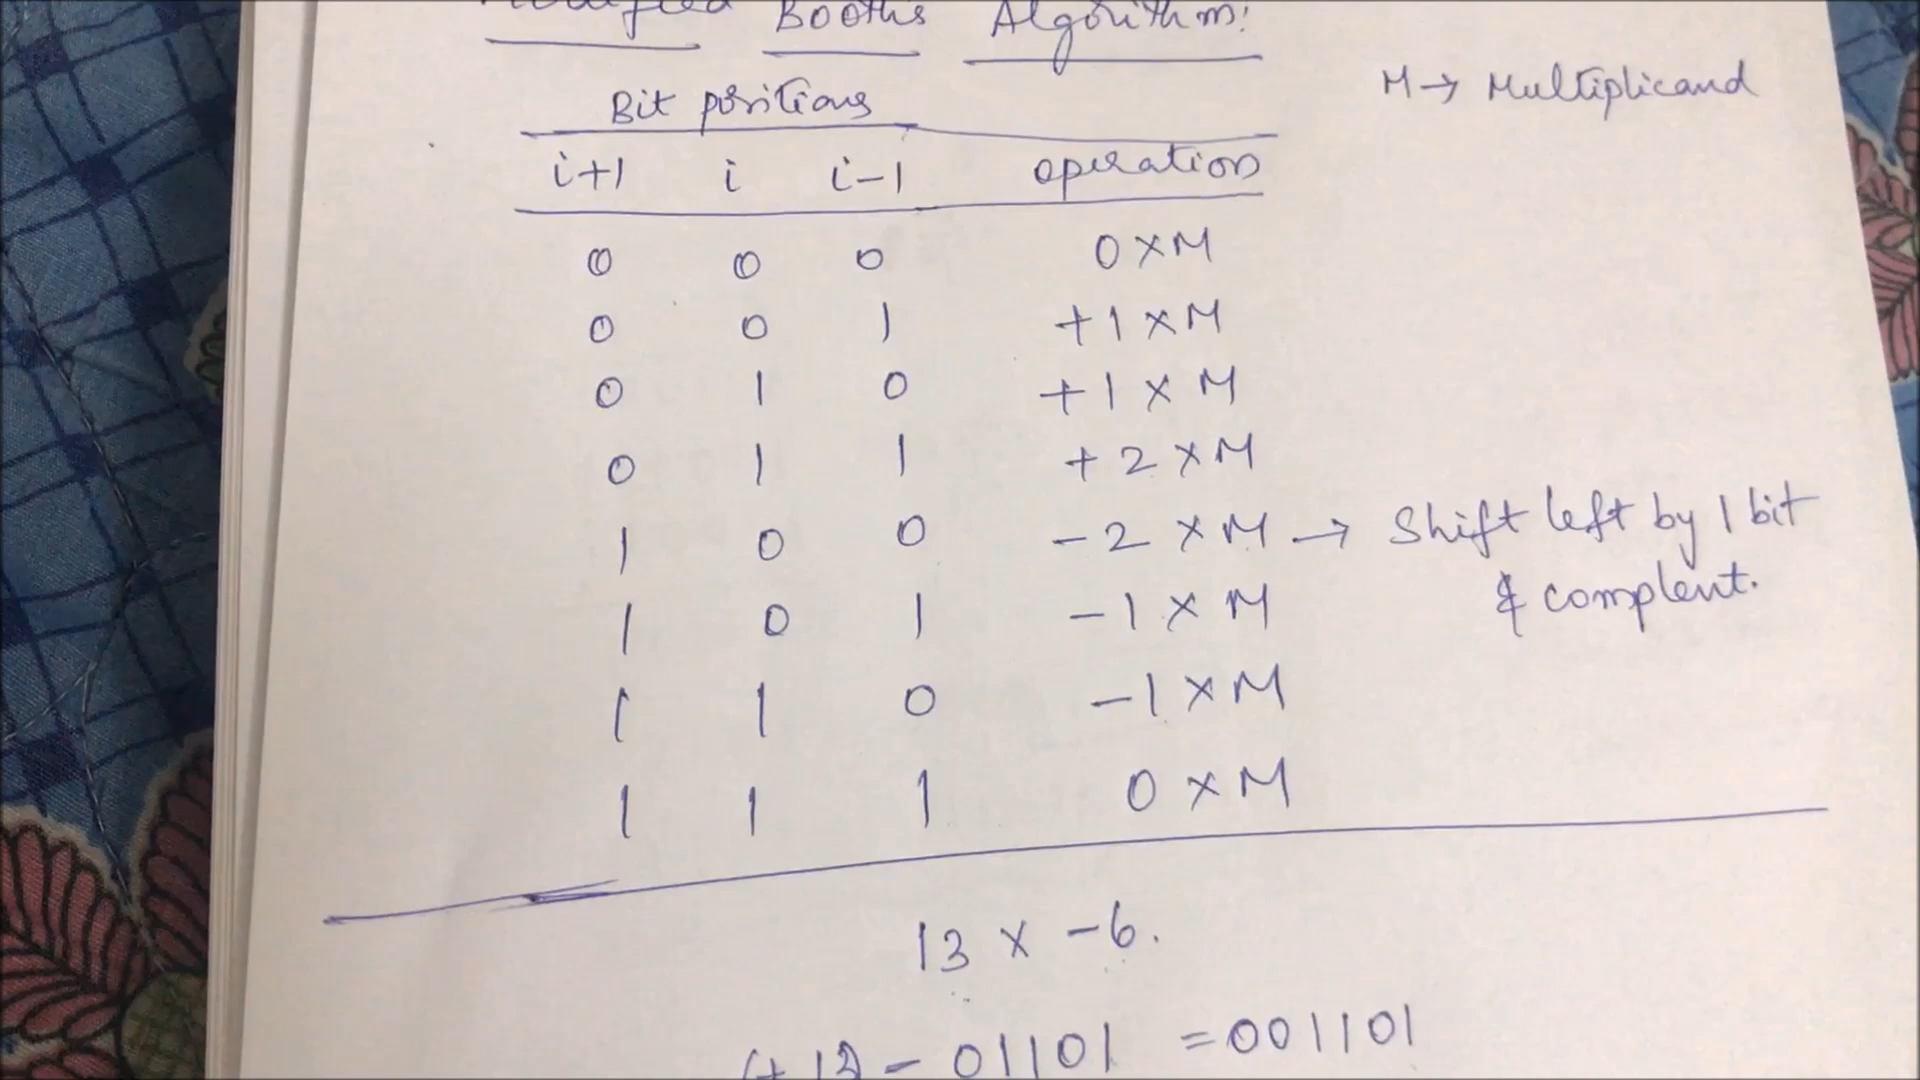 Modified Booths Algorithm:
M → Multiplicand
Bit positions
i+1 i i-1 operation
0 0 0 0 × M
0 0 1 +1 × M
0 1 0 +1 × M
0 1 1 +2 × M
1 0 0 -2 × M → Shift left by 1 bit
& complent.
1 0 1 -1 × M
1 1 0 -1 × M
1 1 1 0 × M
13 × -6.
(+13 - 01101 = 001101